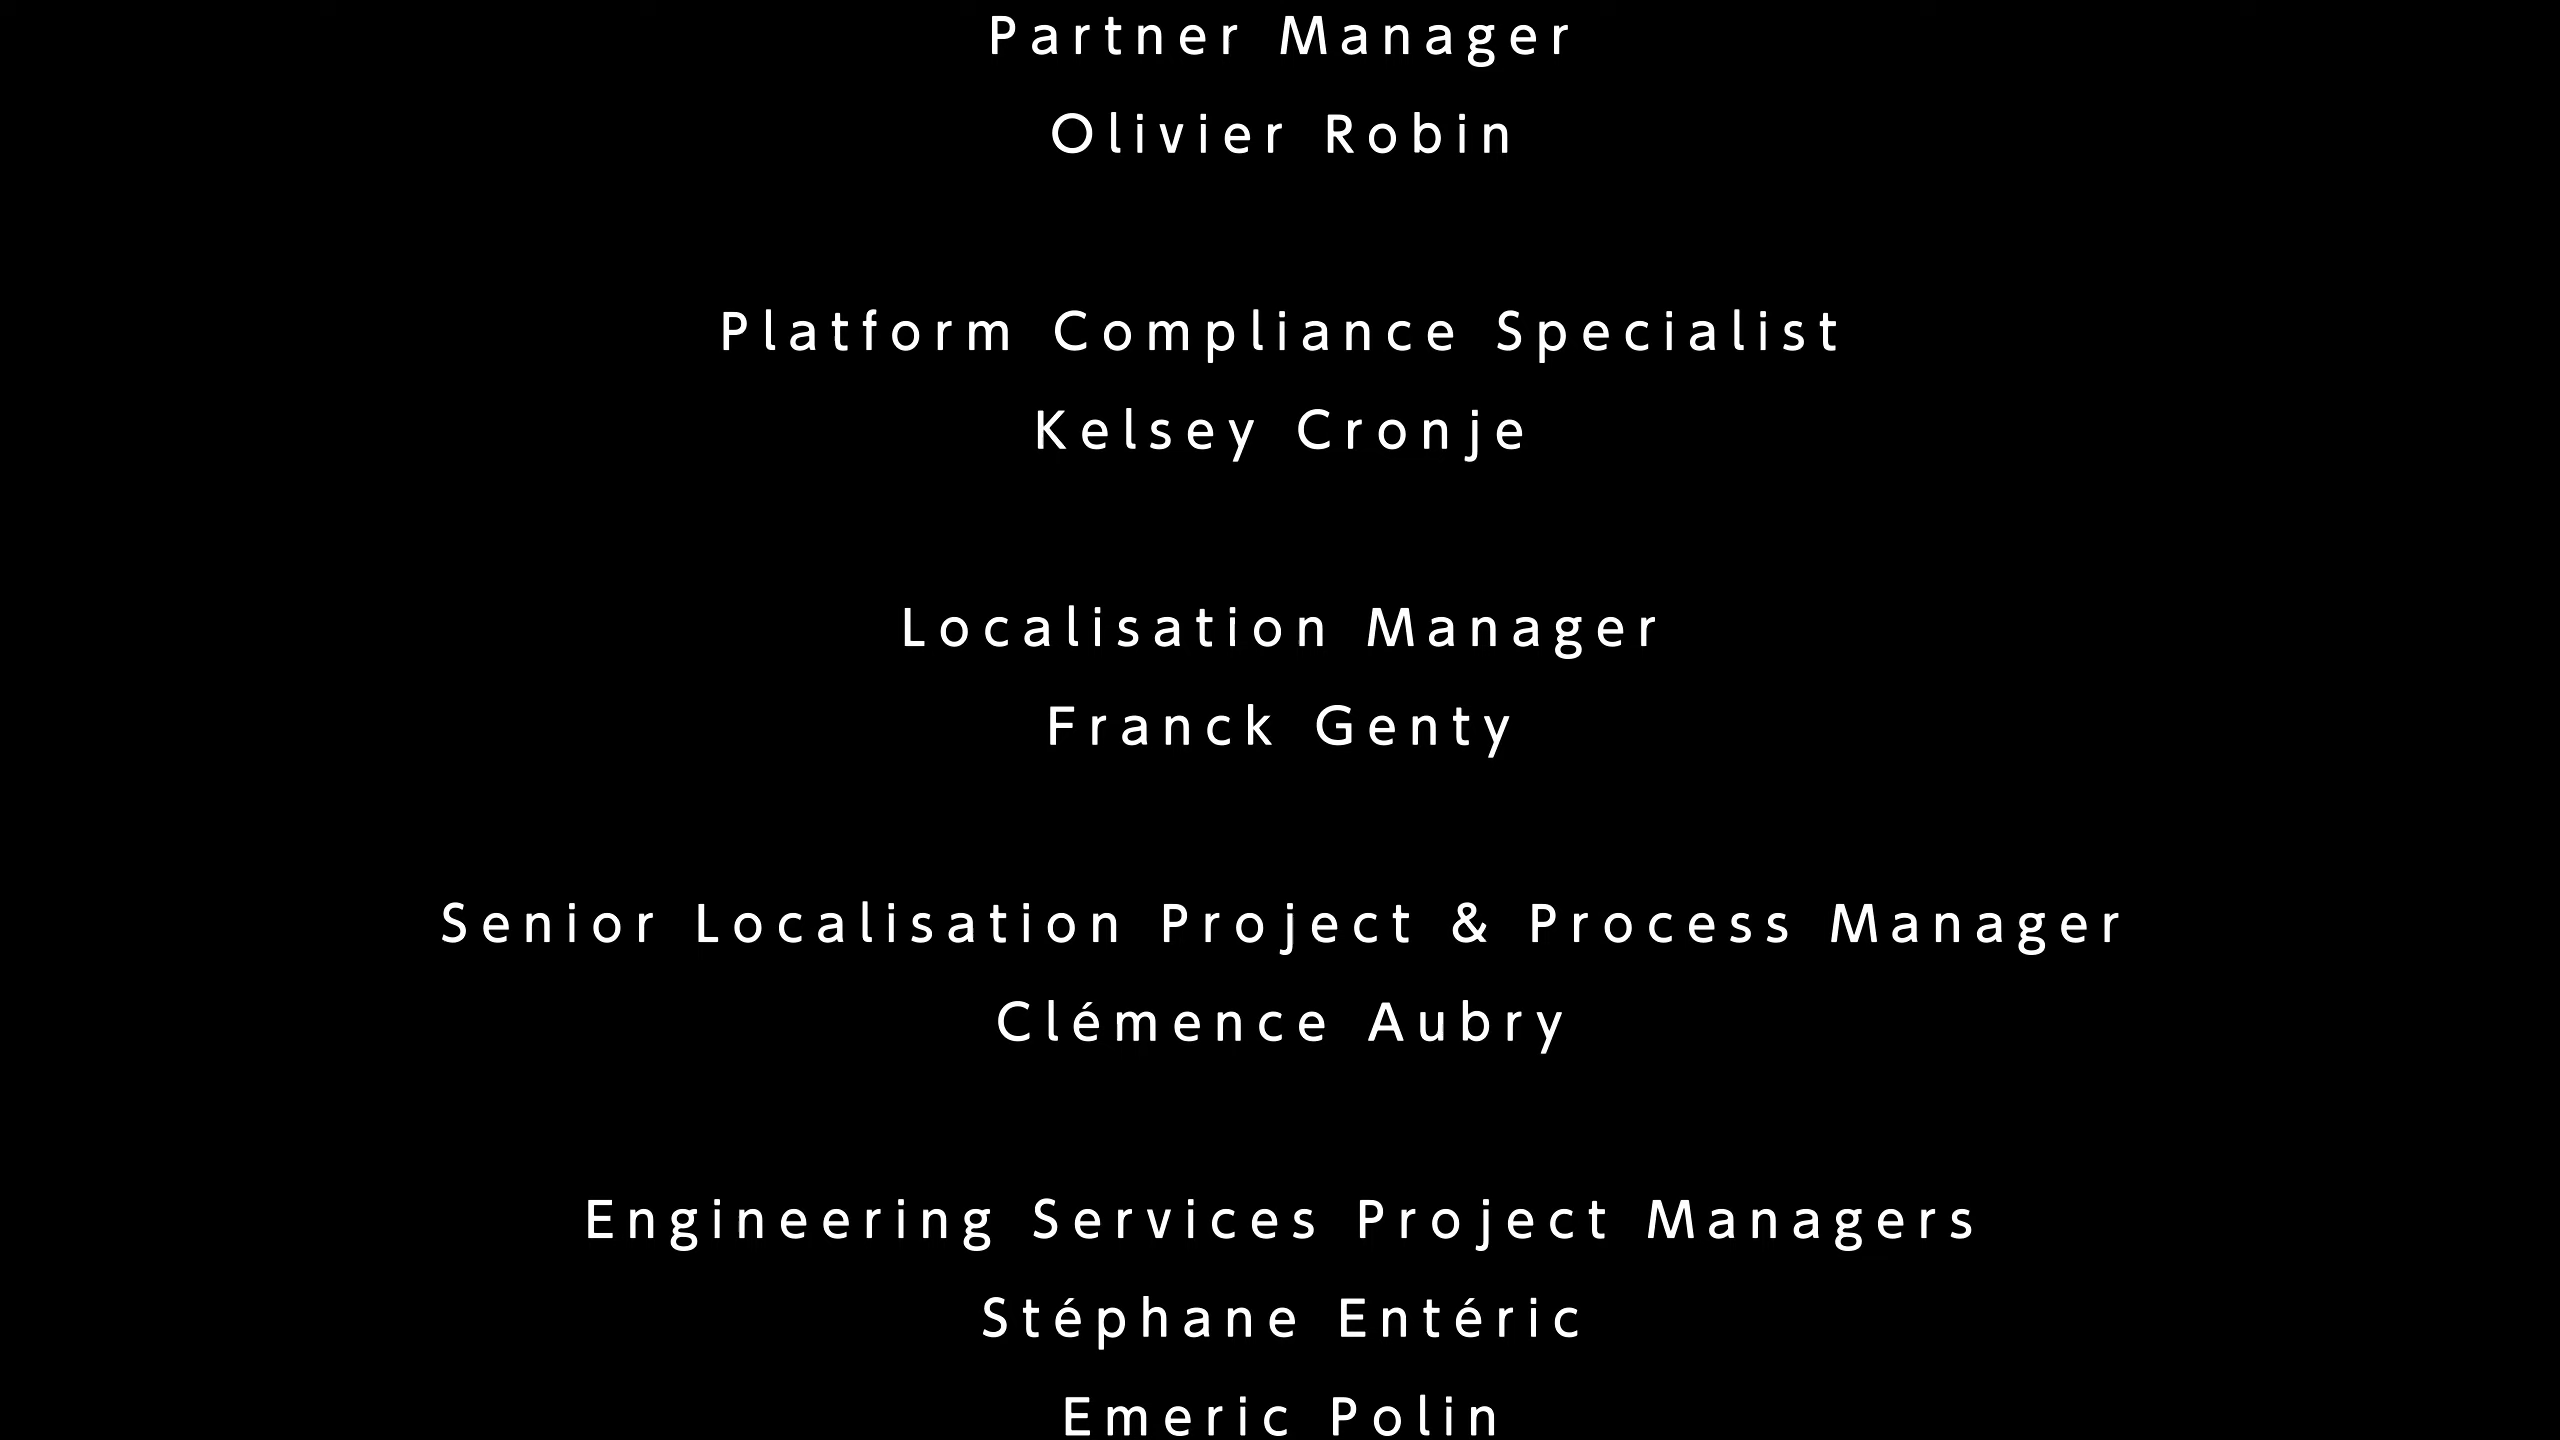 Partner Manager
Olivier Robin
Platform Compliance Specialist
Kelsey Cronje
Localisation Manager
Franck Genty
Senior Localisation Project & Process Manager
Clémence Aubry
Engineering Services Project Managers
Stéphane Entéric
Emeric Polin